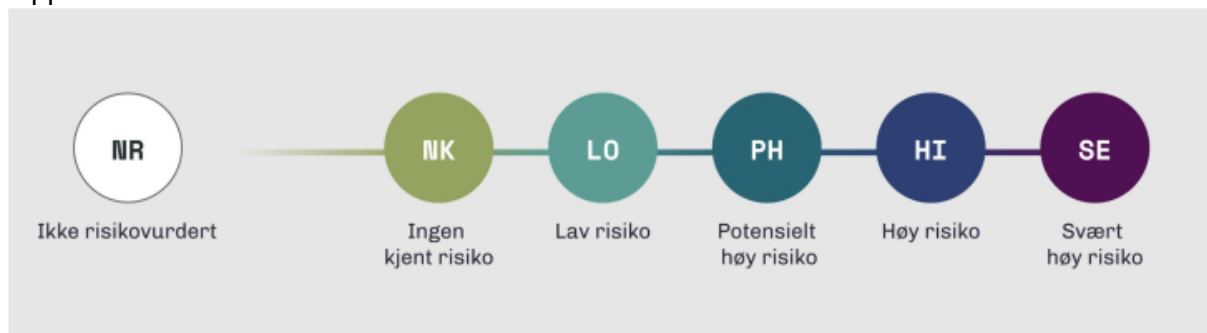 NR
NK
LO
PH
HI
SE
Ikke risikovurdert
Ingen
kjent risiko
Lav risiko
Potensielt
høy risiko
Høy risiko
Svært
høy risiko